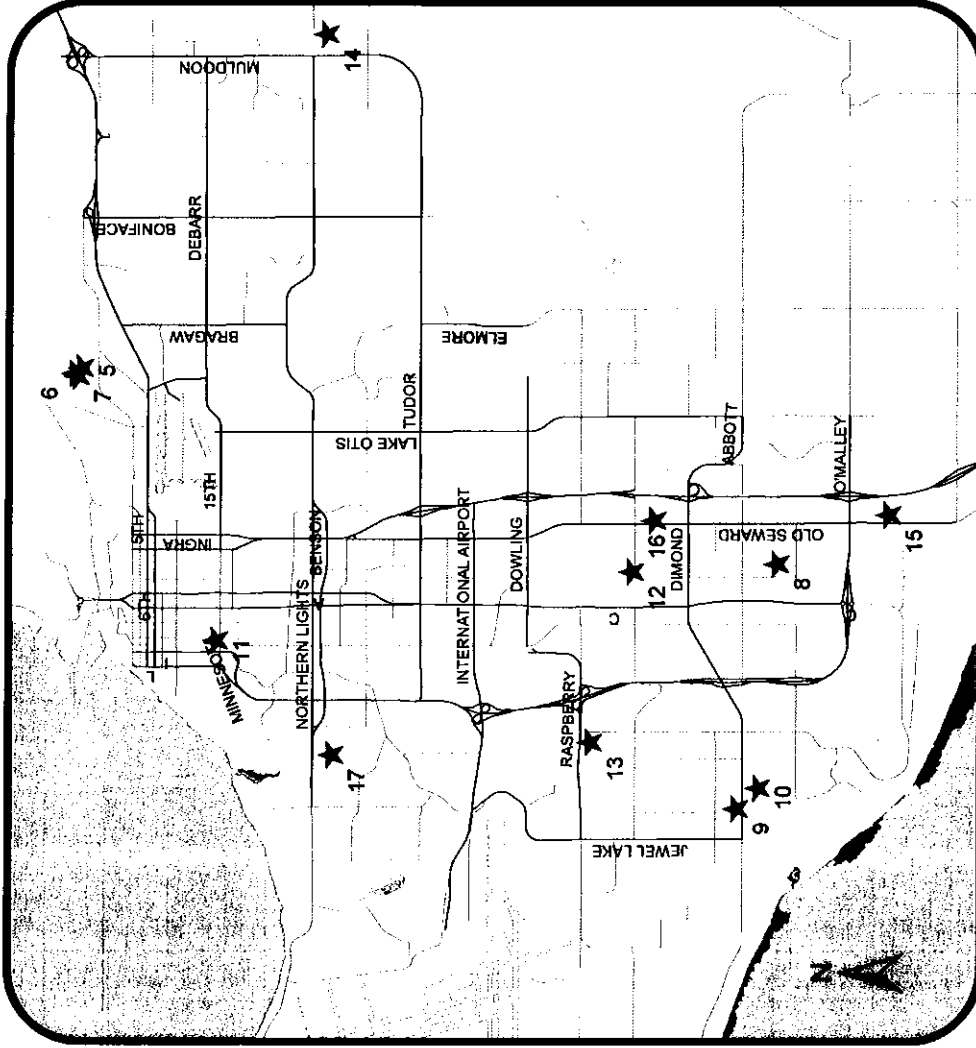 14
MULDOON
BONIFACE
DEBARR
6
5
7
BRAGAW
ELMORE
15TH
LAKE OTIS
TUDOR
5TH
INGRA
6TH
L
I
BENSON
NORTHERN LIGHTS
11
INTERNATIONAL AIRPORT
DOWLING
ABBOTT
O'MALLEY
16
12
DIMOND
OLD SEWARD
15
8
17
RASPBERRY
13
10
9
JEWEL LAKE
N